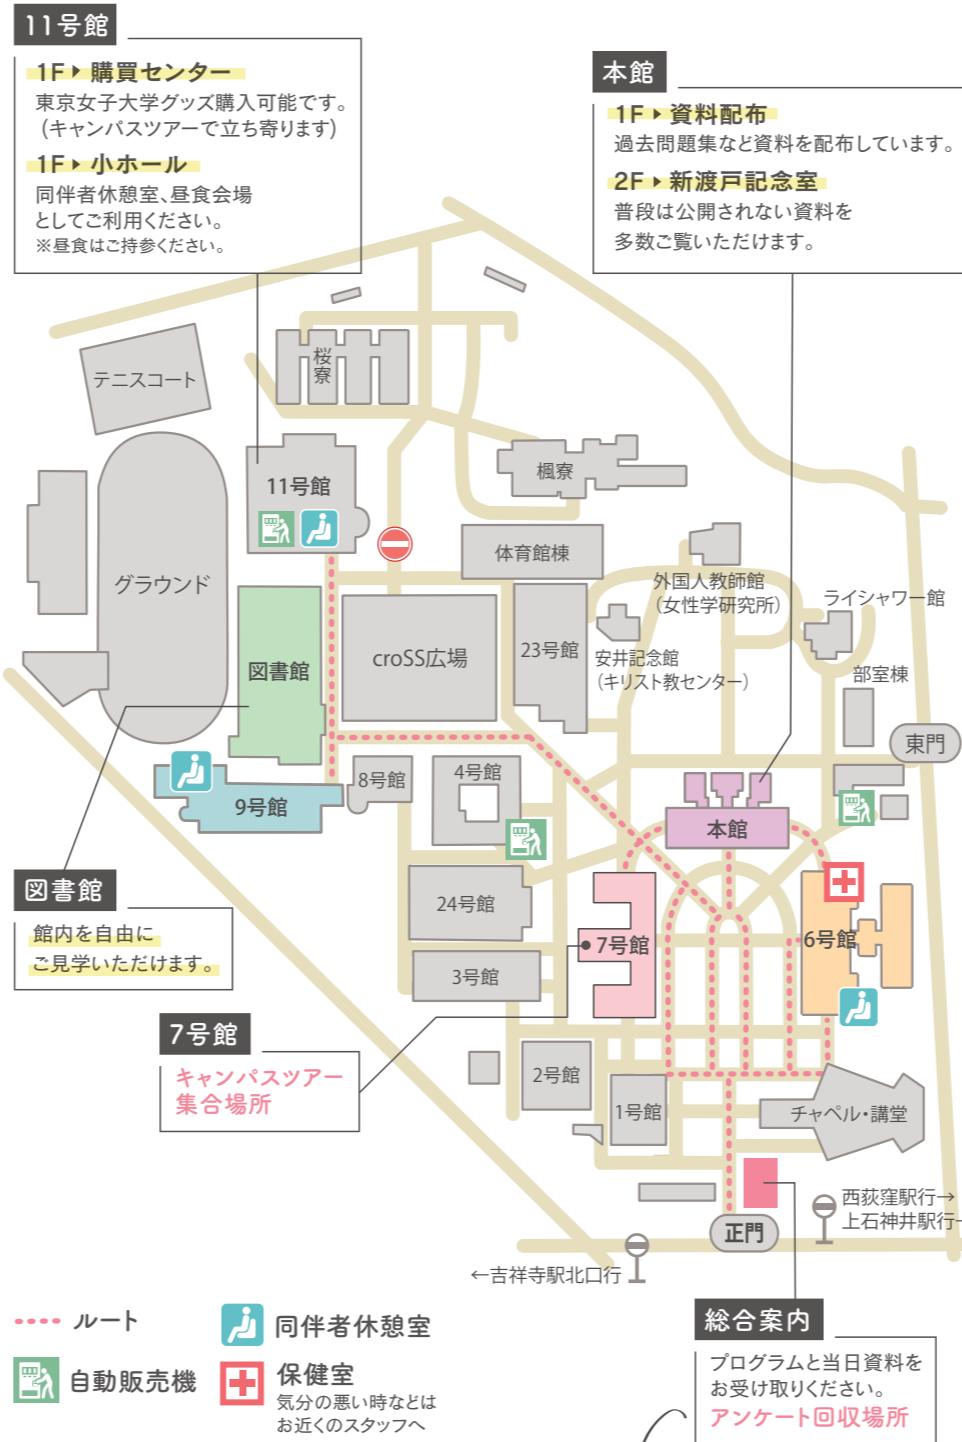 11号館
1F▶購買センター
東京女子大学グッズ購入可能です。
(キャンパスツアーで立ち寄ります)
1F▶小ホール
同伴者休憩室、昼食会場
としてご利用ください。
※昼食はご持参ください。
本館
1F▶資料配布
過去問題集など資料を配布しています。
2F▶新渡戸記念室
普段は公開されない資料を
多数ご覧いただけます。
テニスコート
桜寮
11号館
楓寮
体育館棟
グラウンド
外国人教師館
(女性学研究所)
ライシャワー館
図書館
croSS広場
23号館
安井記念館
(キリスト教センター)
部室棟
東門
9号館
8号館
4号館
本館
図書館
館内を自由に
ご見学いただけます。
24号館
7号館
6号館
3号館
7号館
キャンパスツアー
集合場所
2号館
1号館
チャペル・講堂
正門
西荻窪駅行→
上石神井駅行→
←吉祥寺駅北口行
ルート
同伴者休憩室
自動販売機
保健室
気分の悪い時などは
お近くのスタッフへ
総合案内
プログラムと当日資料を
お受け取りください。
アンケート回収場所